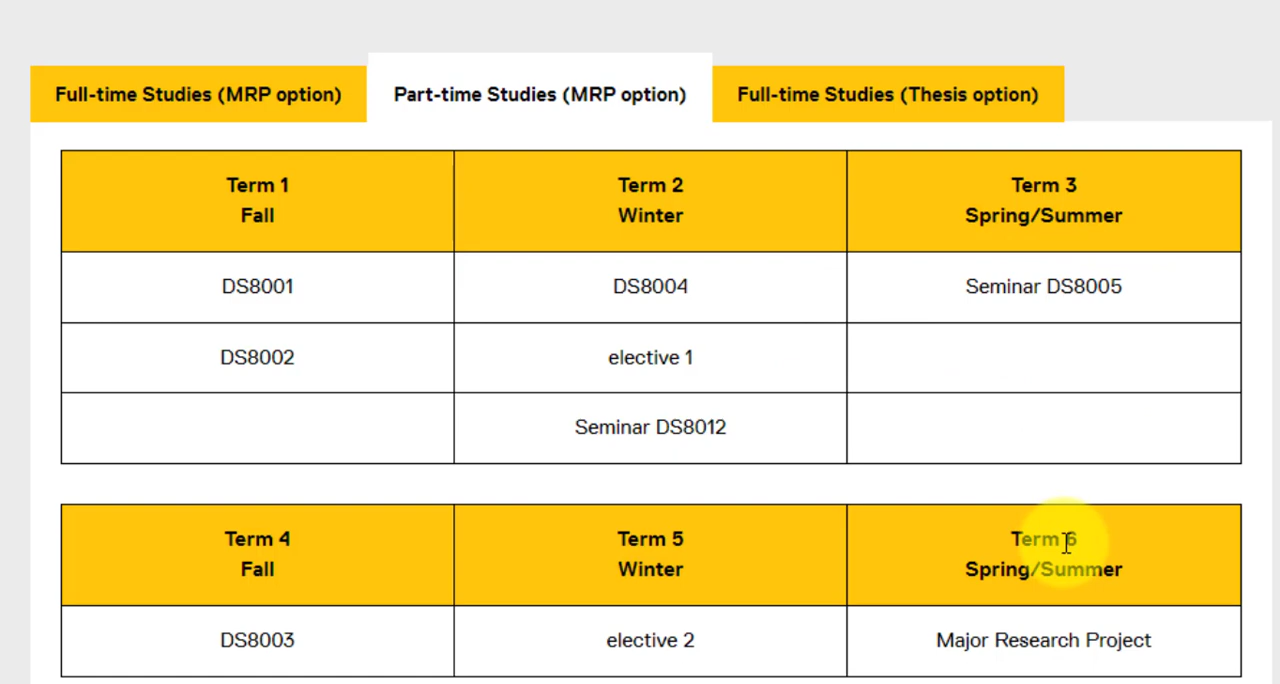 Full-time Studies (MRP option)
Part-time Studies (MRP option)
Full-time Studies (Thesis option)
Term 1
Fall
Term 2
Winter
Term 3
Spring/Summer
DS8001
DS8004
Seminar DS8005
DS8002
elective 1
Seminar DS8012
Term 4
Fall
Term 5
Winter
Term 6
Spring/Summer
DS8003
elective 2
Major Research Project